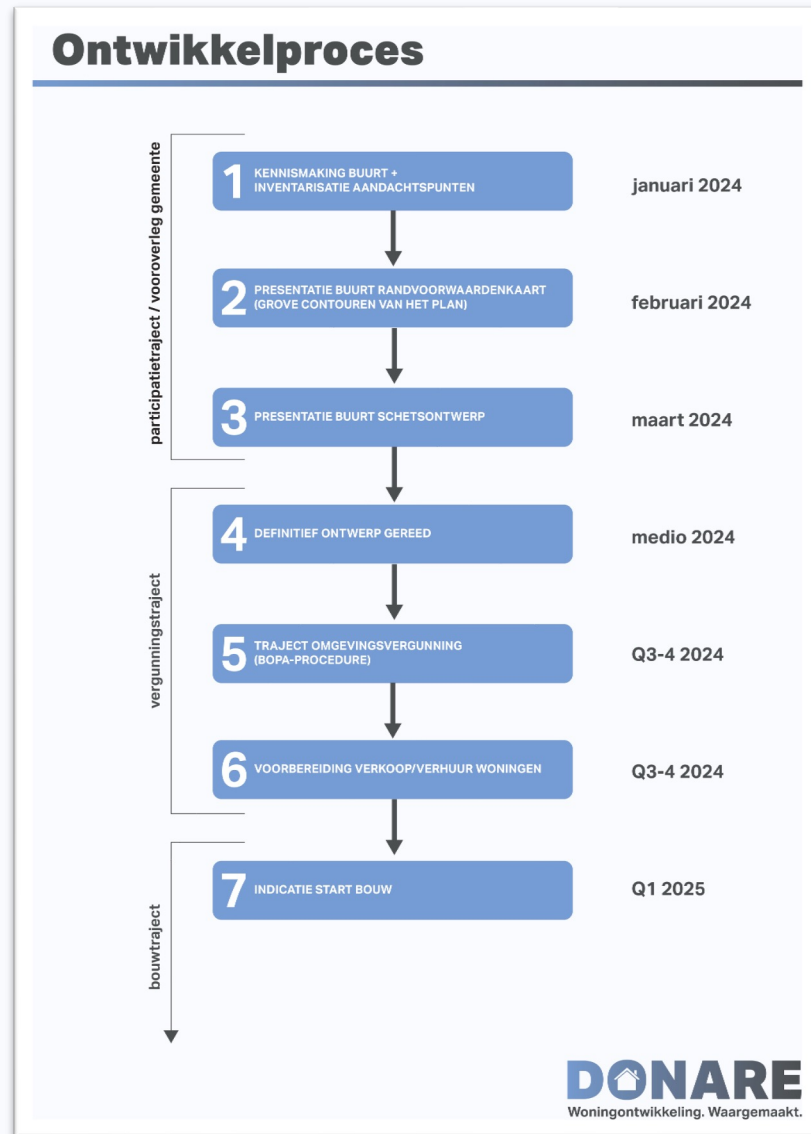 Ontwikkelproces
participatietraject / vooroverleg gemeente
1 KENNISMAKING BUURT +
INVENTARISATIE AANDACHTSPUNTEN
januari 2024
2 PRESENTATIE BUURT RANDVOORWAARDENKAART
(GROVE CONTOUREN VAN HET PLAN)
februari 2024
3 PRESENTATIE BUURT SCHETSONTWERP
maart 2024
vergunningstraject
4 DEFINITIEF ONTWERP GEREED
medio 2024
5 TRAJECT OMGEVINGSVERGUNNING
(BOPA-PROCEDURE)
Q3-4 2024
6 VOORBEREIDING VERKOOP/VERHUUR WONINGEN
Q3-4 2024
bouwtraject
7 INDICATIE START BOUW
Q1 2025
DONARE
Woningontwikkeling. Waargemaakt.